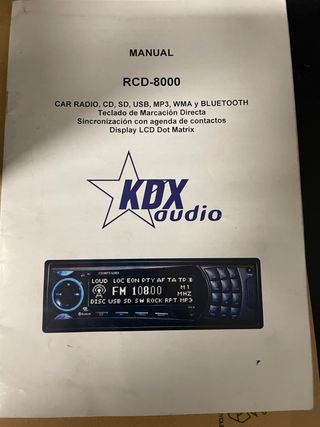 MANUAL
RCD-8000
CAR RADIO, CD, SD, USB, MP3, WMA y BLUETOOTH
Teclado de Marcación Directa
Sincronización con agenda de contactos
Display LCD Dot Matrix
KDX
audio
LOUD LOC EON PTY AF TA TP
FM 10800 M1
MHZ
DISC USB SD SW ROCK RPT MP3